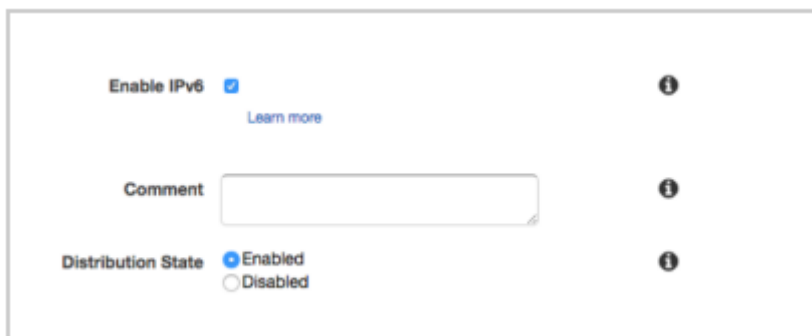 Enable IPv6
Learn more
Comment
Distribution State Enabled
Disabled